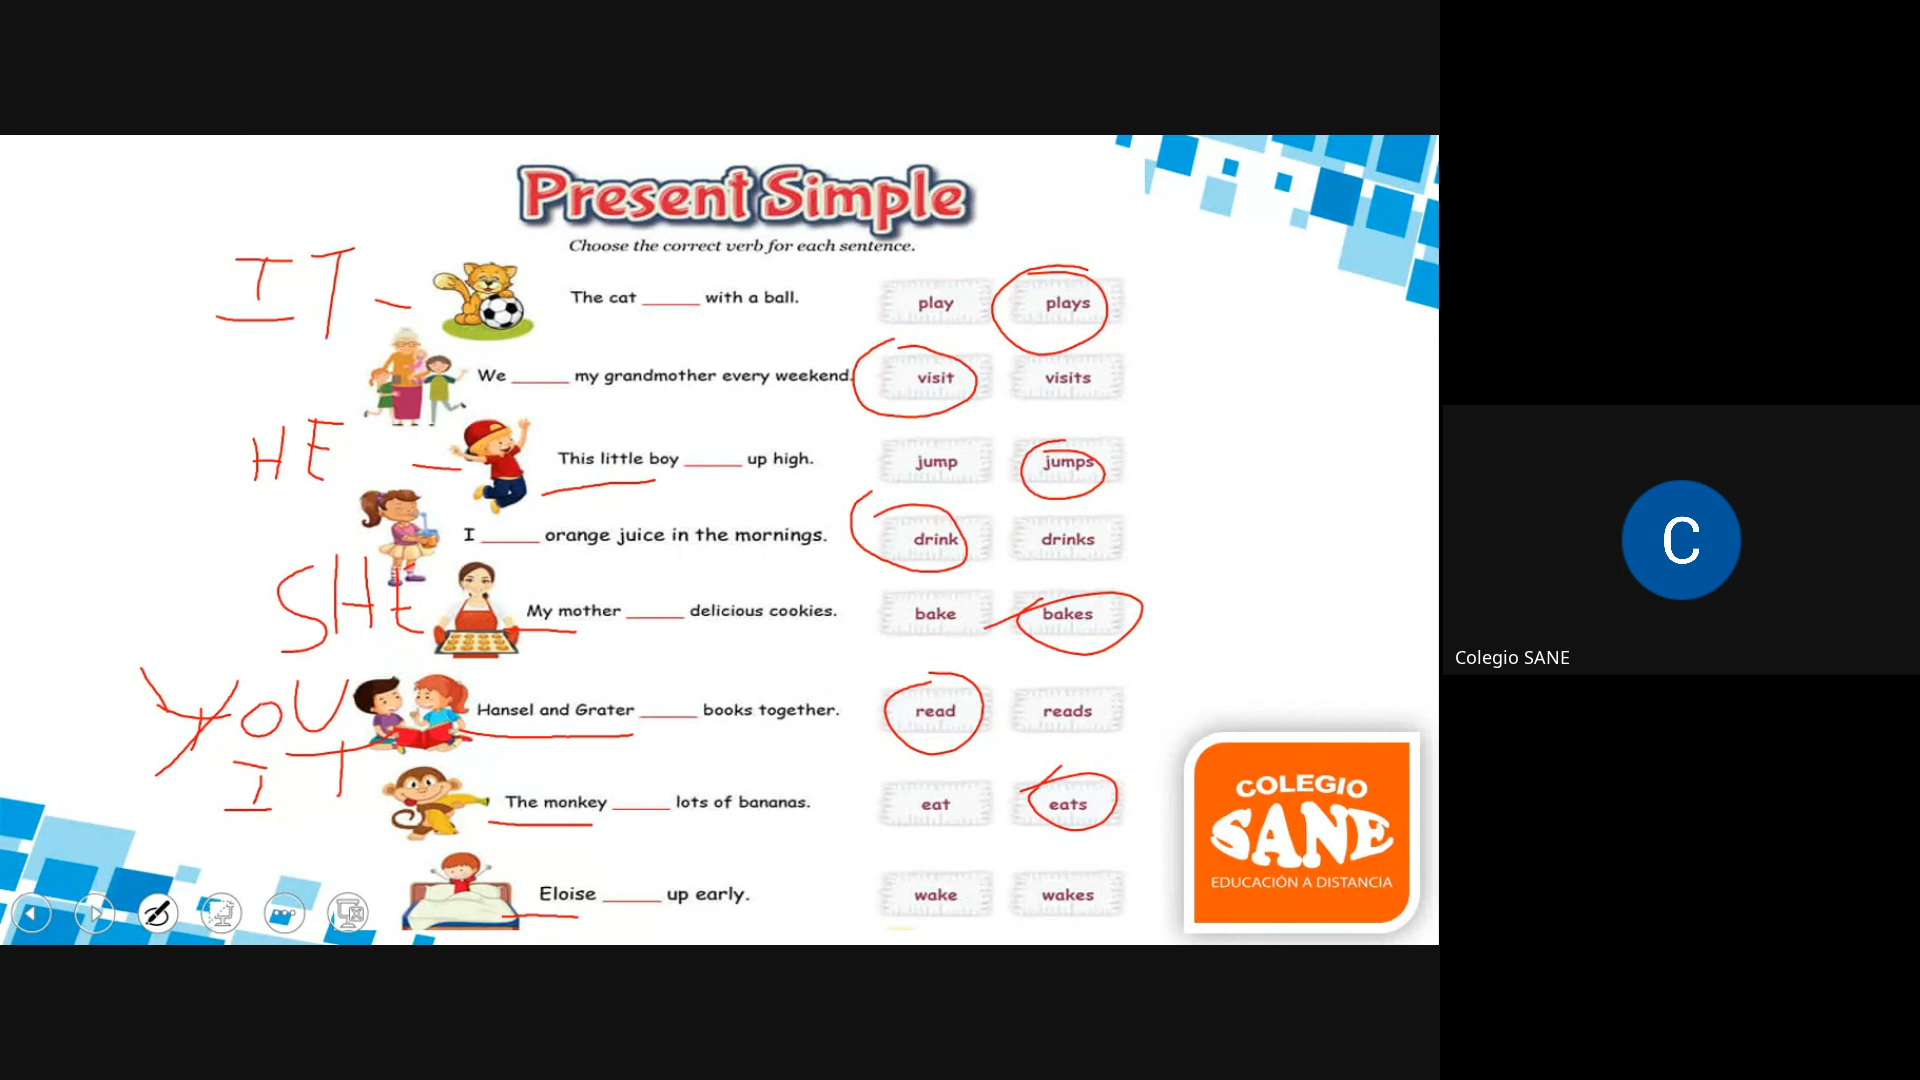 Present Simple
Choose the correct verb for each sentence.
IT -
The cat _____ with a ball. play plays
We _____ my grandmother every weekend. visit visits
HE -
This little boy _____ up high. jump jumps
I _____ orange juice in the mornings. drink drinks
SHE
My mother _____ delicious cookies. bake bakes
YOU
Hansel and Grater _____ books together. read reads
IT
The monkey _____ lots of bananas. eat eats
Eloise _____ up early. wake wakes
COLEGIO
SANE
EDUCACIÓN A DISTANCIA
C
Colegio SANE